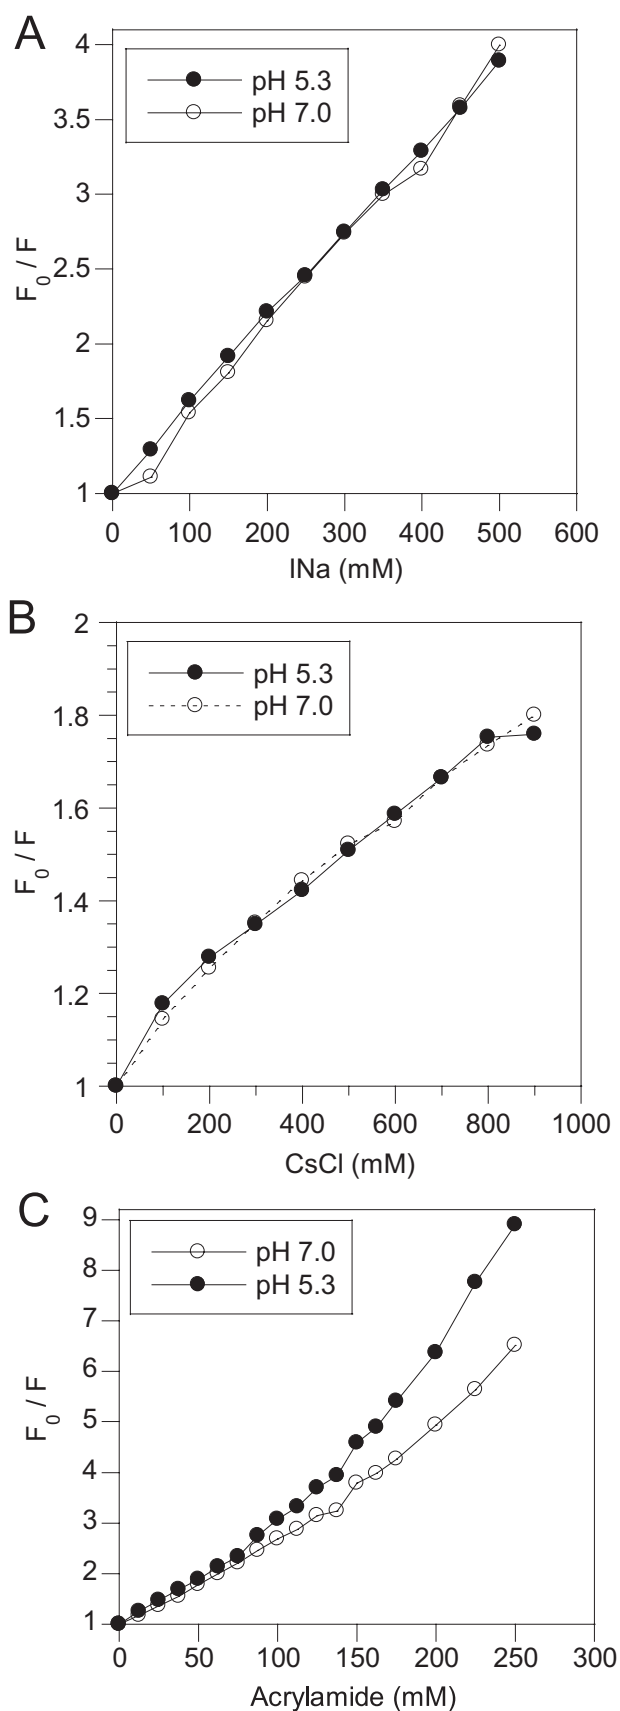 A
4
3.5
3
2.5
2
1.5
1
F0 / F
pH 5.3
pH 7.0
0 100 200 300 400 500 600
INa (mM)
B
2
1.8
1.6
1.4
1.2
1
F0 / F
pH 5.3
pH 7.0
0 200 400 600 800 1000
CsCl (mM)
C
9
8
7
6
5
4
3
2
1
F0 / F
pH 7.0
pH 5.3
0 50 100 150 200 250 300
Acrylamide (mM)